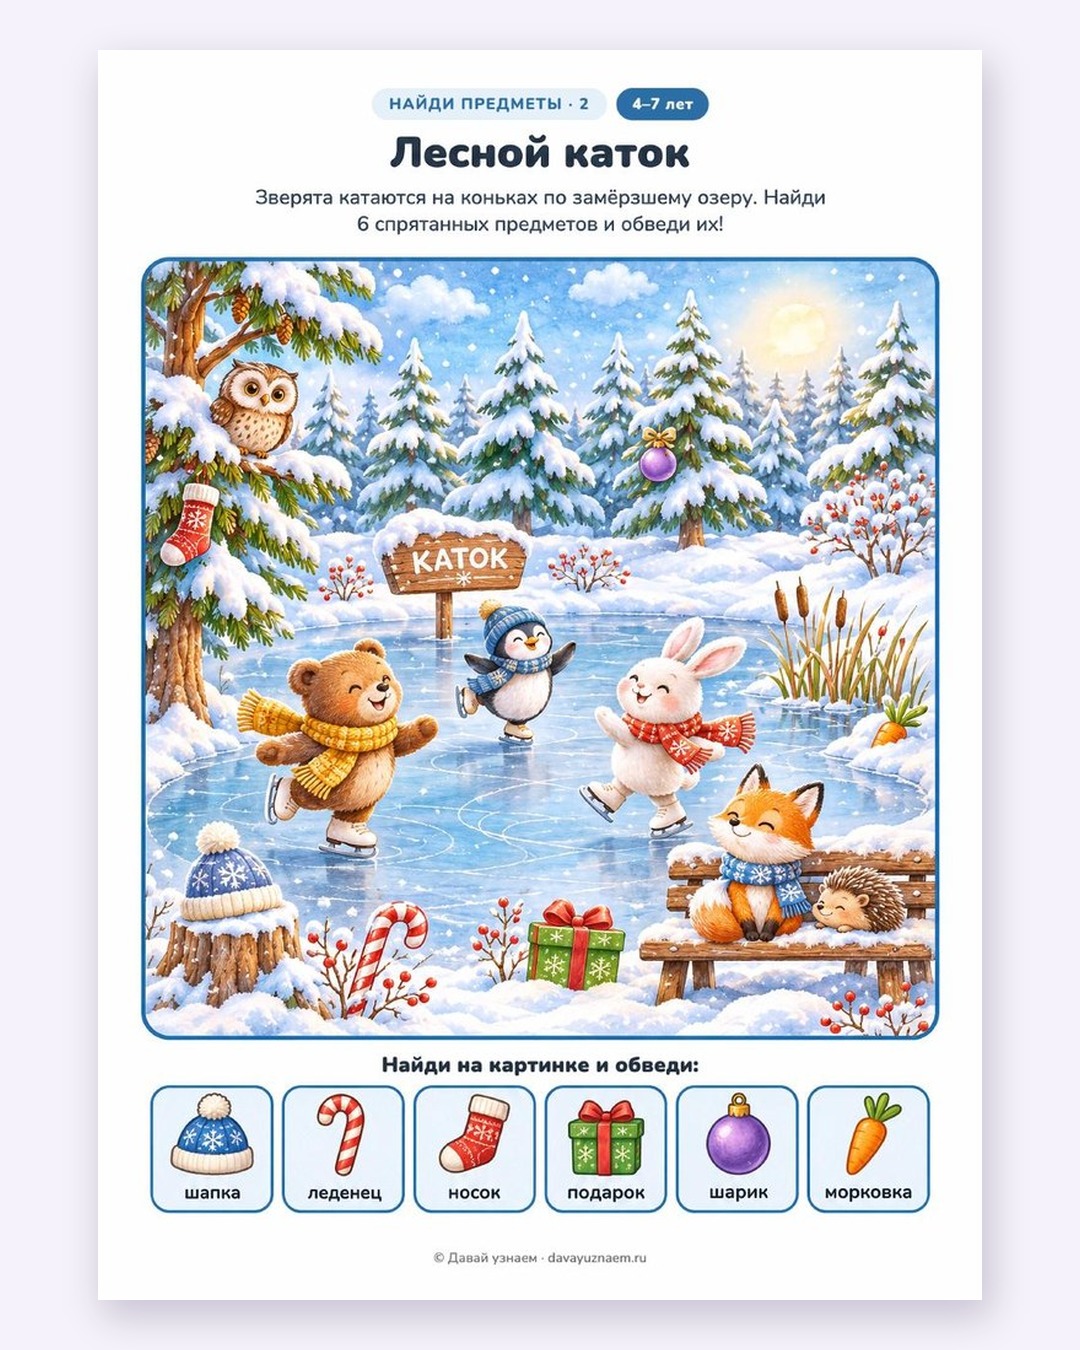 НАЙДИ ПРЕДМЕТЫ · 2
4–7 лет
Лесной каток
Зверята катаются на коньках по замёрзшему озеру. Найди
6 спрятанных предметов и обведи их!
КАТОК
Найди на картинке и обведи:
шапка
леденец
носок
подарок
шарик
морковка
© Давай узнаем · davayuznaem.ru